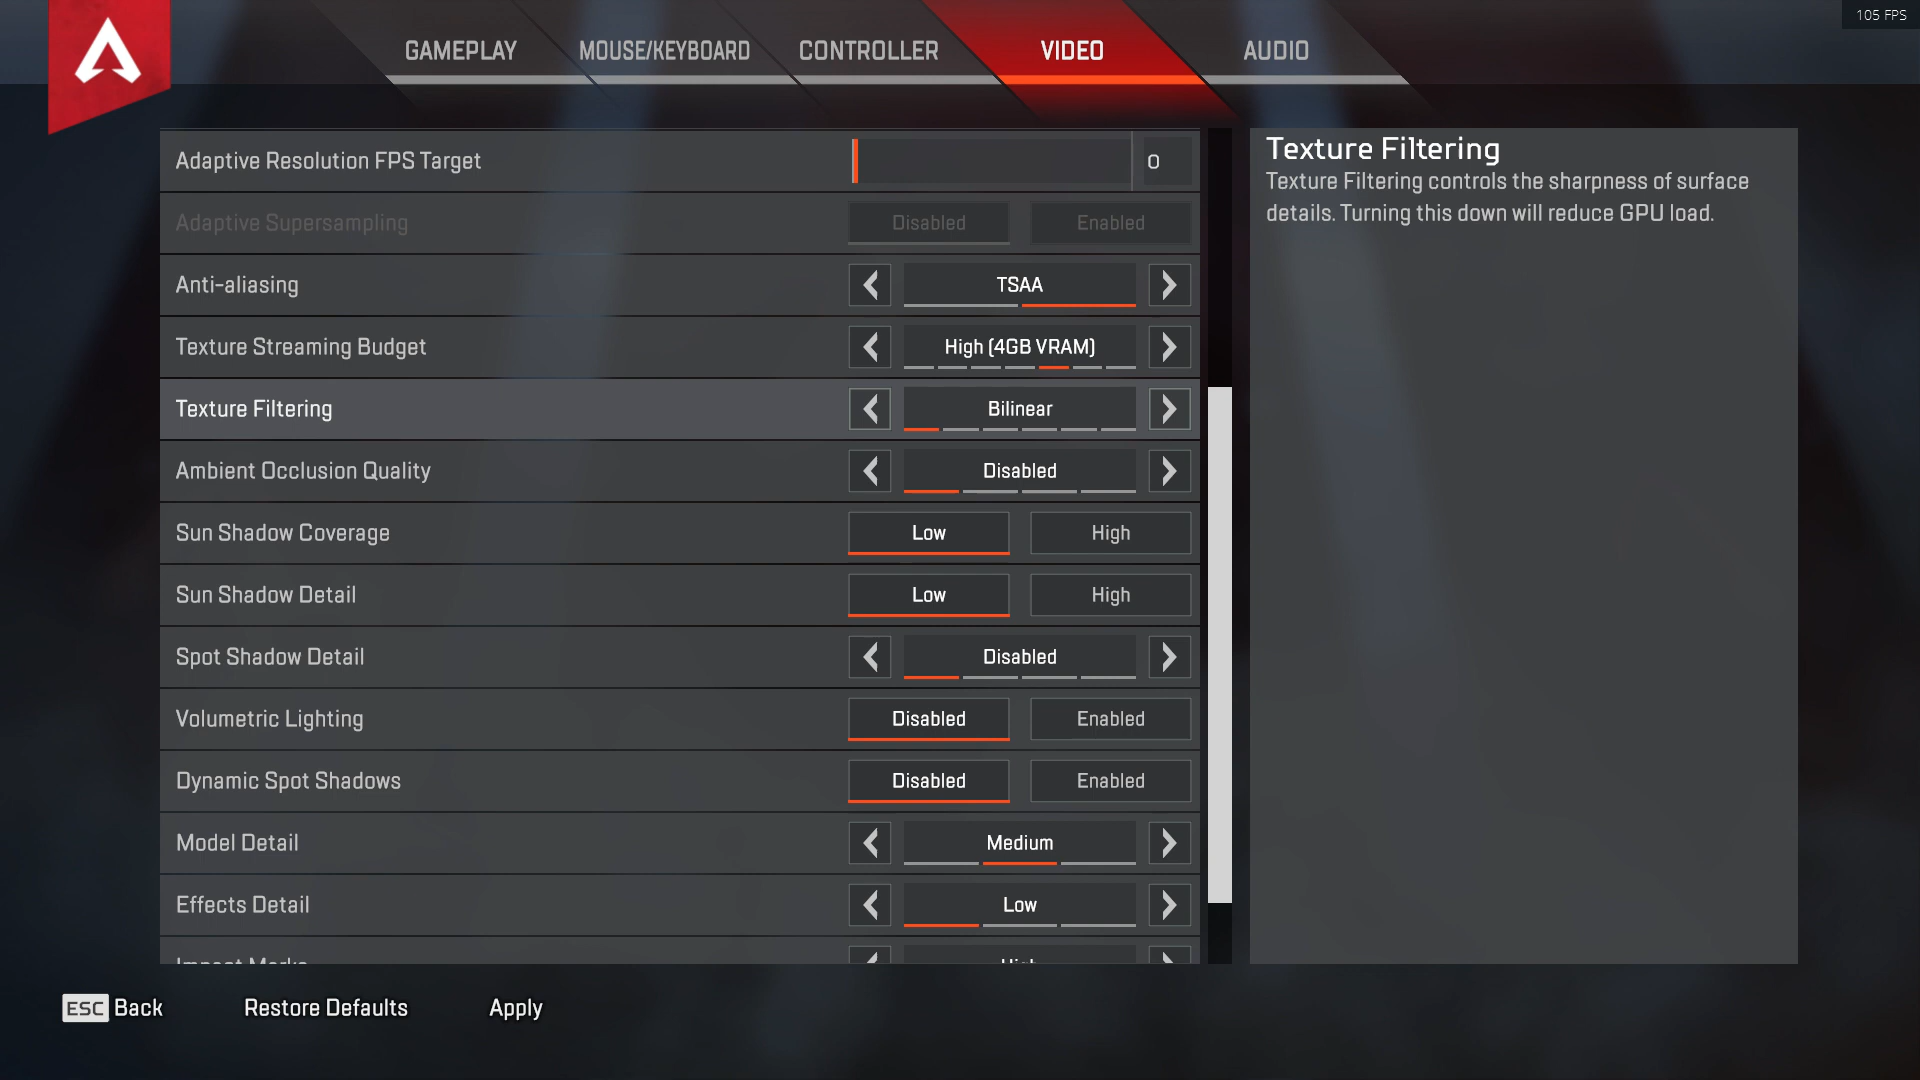 105 FPS
GAMEPLAY MOUSE/KEYBOARD CONTROLLER VIDEO AUDIO
Adaptive Resolution FPS Target 0
Adaptive Supersampling Disabled Enabled
Anti-aliasing TSAA
Texture Streaming Budget High (4GB VRAM)
Texture Filtering Bilinear
Ambient Occlusion Quality Disabled
Sun Shadow Coverage Low High
Sun Shadow Detail Low High
Spot Shadow Detail Disabled
Volumetric Lighting Disabled Enabled
Dynamic Spot Shadows Disabled Enabled
Model Detail Medium
Effects Detail Low
Impact Marks High
Texture Filtering
Texture Filtering controls the sharpness of surface
details. Turning this down will reduce GPU load.
ESC Back Restore Defaults Apply